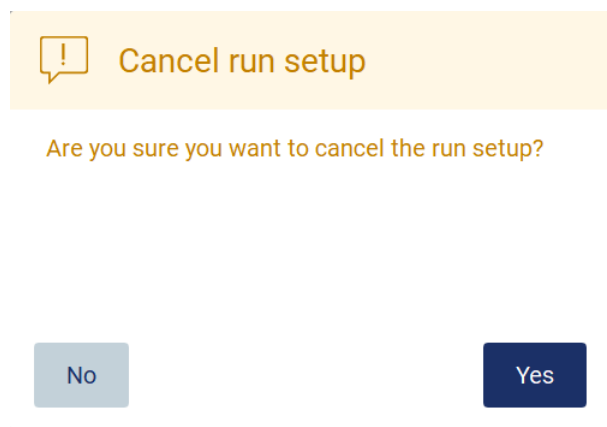 !
Cancel run setup
Are you sure you want to cancel the run setup?
No
Yes